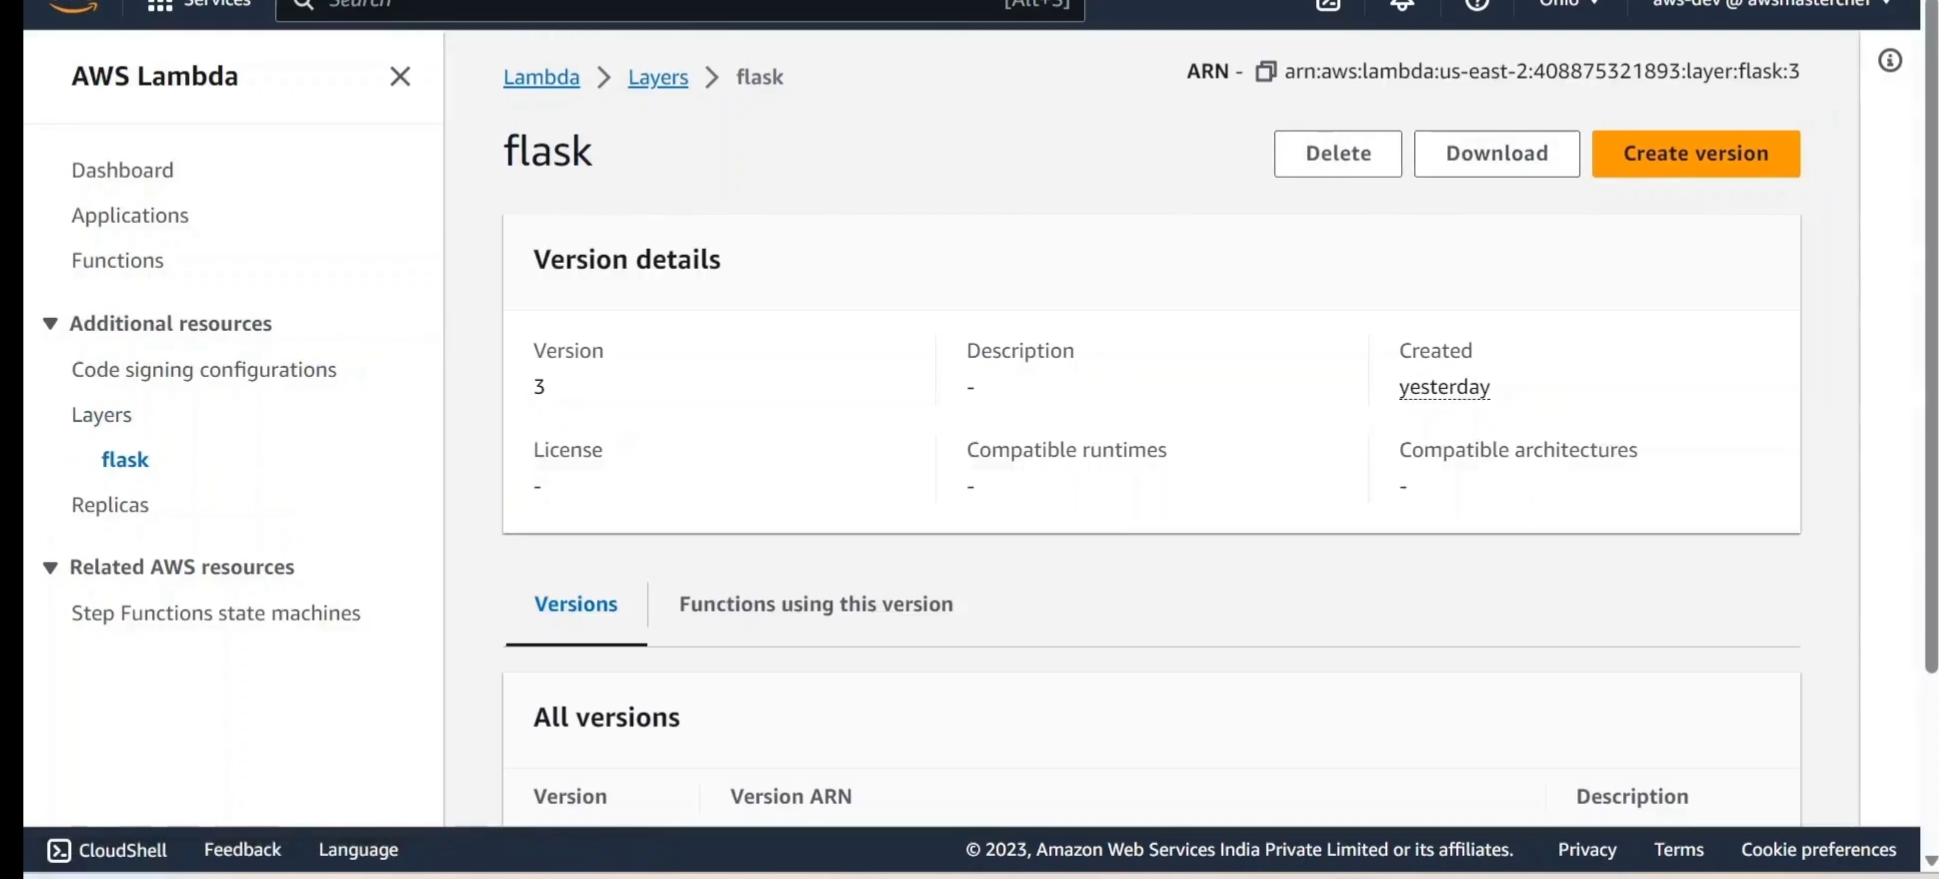 Services
Search
[Alt+S]
Ohio
aws-dev @ awsmasterchef
AWS Lambda
Dashboard
Applications
Functions
Additional resources
Code signing configurations
Layers
flask
Replicas
Related AWS resources
Step Functions state machines
Lambda > Layers > flask
ARN - arn:aws:lambda:us-east-2:408875321893:layer:flask:3
flask
Delete
Download
Create version
Version details
Version
3
Description
-
Created
yesterday
License
-
Compatible runtimes
-
Compatible architectures
-
Versions
Functions using this version
All versions
Version
Version ARN
Description
CloudShell
Feedback
Language
© 2023, Amazon Web Services India Private Limited or its affiliates.
Privacy
Terms
Cookie preferences